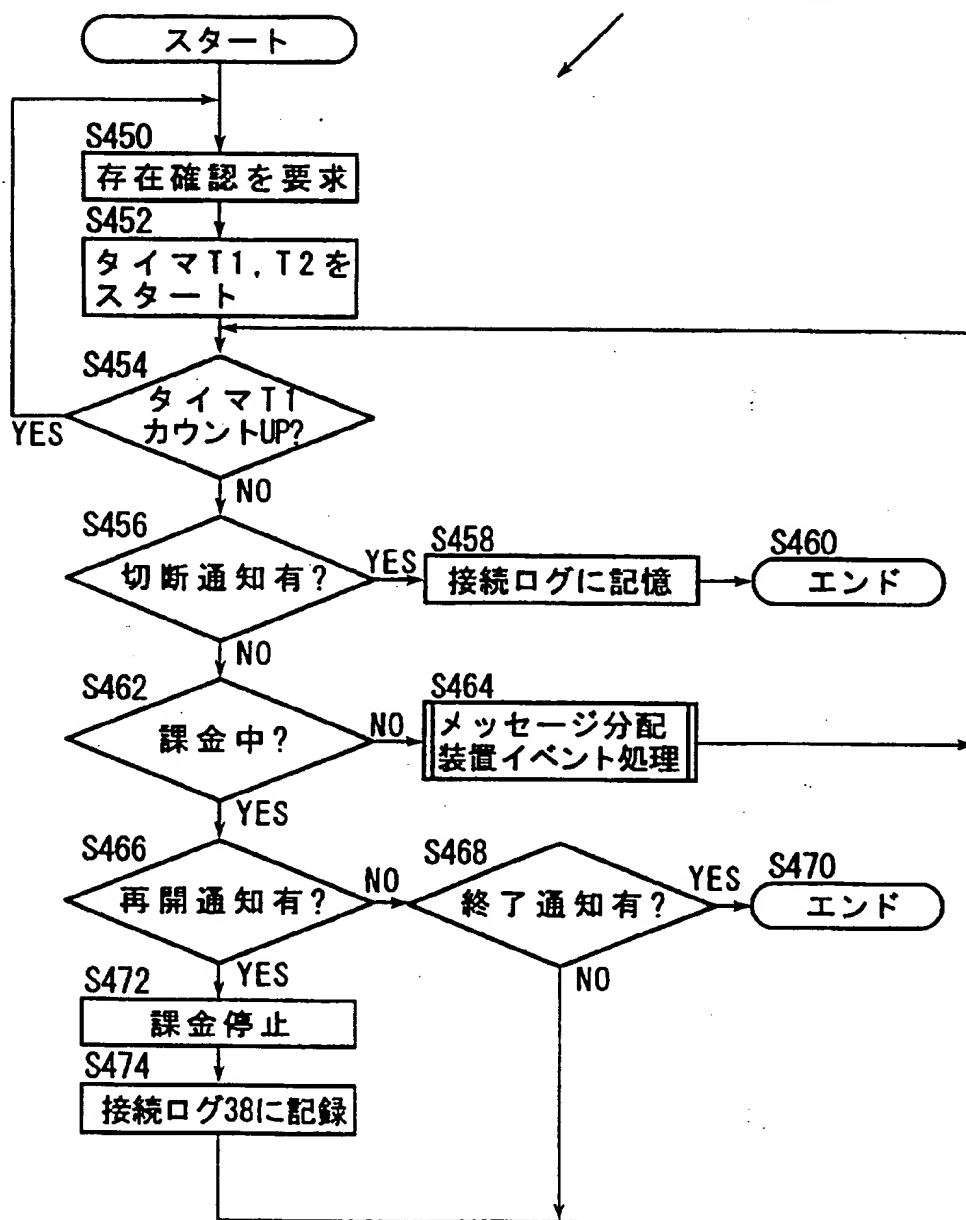 スタート
S450
存在確認を要求
S452
タイマT1,T2を
スタート
S454
タイマT1
カウントUP?
YES
NO
S456
切断通知有?
YES
S458
接続ログに記憶
S460
エンド
NO
S462
課金中?
NO
S464
メッセージ分配
装置イベント処理
YES
S466
再開通知有?
NO
S468
終了通知有?
YES
S470
エンド
YES
NO
S472
課金停止
S474
接続ログ38に記録